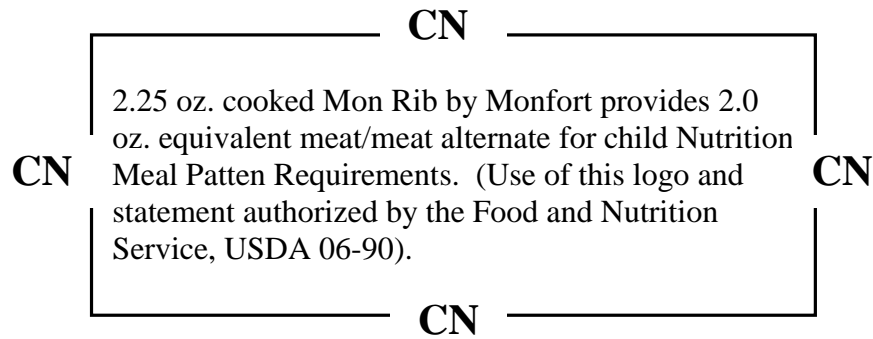 CN
2.25 oz. cooked Mon Rib by Monfort provides 2.0
oz. equivalent meat/meat alternate for child Nutrition
CN Meal Patten Requirements. (Use of this logo and CN
statement authorized by the Food and Nutrition
Service, USDA 06-90).
CN